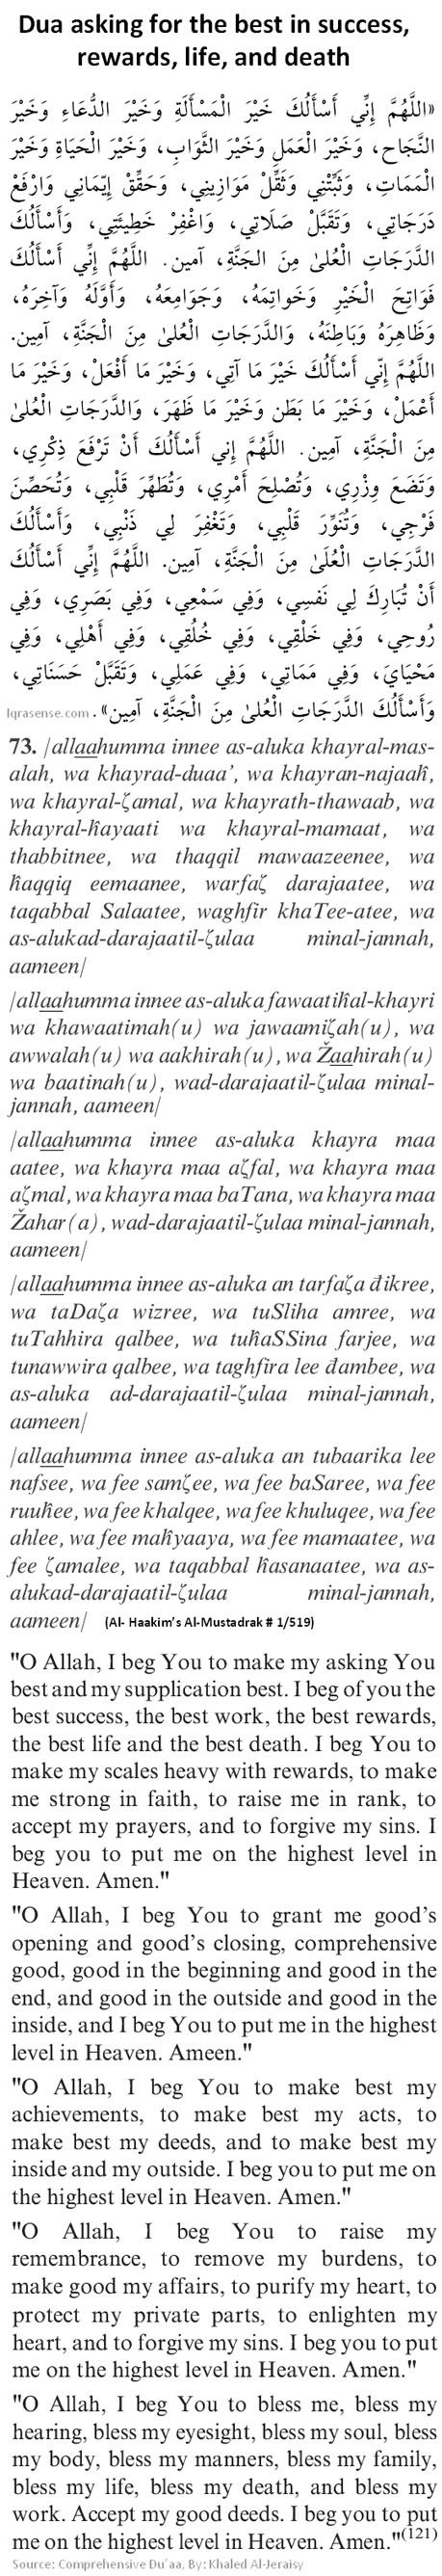 Dua asking for the best in success,
rewards, life, and death
«اللَّهُمَّ إِنِّي أَسْأَلُكَ خَيْرَ الْمَسْأَلَةِ وَخَيْرَ الدُّعَاءِ وَخَيْرَ
النَّجَاحِ، وَخَيْرَ الْعَمَلِ وَخَيْرَ الثَّوَابِ، وَخَيْرَ الْحَيَاةِ وَخَيْرَ
الْمَمَاتِ، وَثَبِّتْنِي وَثَقِّلْ مَوَازِينِي، وَحَقِّقْ إِيْمَانِي وَارْفَعْ
دَرَجَاتِي، وَتَقَبَّلْ صَلَاتِي، وَاغْفِرْ خَطِيئَتِي، وَأَسْأَلُكَ
الدَّرَجَاتِ الْعُلىٰ مِنَ الْجَنَّةِ، آمين. اللَّهُمَّ إِنِّي أَسْأَلُكَ
فَوَاتِحَ الْخَيْرِ وَخَواتِمَهُ، وَجَوَامِعَهُ، وَأَوَّلَهُ وَآخِرَهُ،
وَظَاهِرَهُ وَبَاطِنَهُ، وَالدَّرَجَاتِ الْعُلىٰ مِنَ الْجَنَّةِ، آمِين.
اللَّهُمَّ إِنِّي أَسْأَلُكَ خَيْرَ مَا آتِي، وَخَيْرَ مَا أَفْعَلْ، وَخَيْرَ مَا
أَعْمَلْ، وَخَيْرَ مَا بَطَن وَخَيْرَ مَا ظَهَرَ، وَالدَّرَجَاتِ الْعُلىٰ
مِنَ الْجَنَّةِ، آمِين. اللَّهُمَّ إِني أَسْأَلُكَ أَنْ تَرْفَعَ ذِكْرِي،
وَتَضَعَ وِزْرِي، وَتُصْلِحَ أَمْرِي، وَتُطَهِّرَ قَلْبِي، وَتُحَصِّنَ
فَرْجِي، وَتُنَوِّرَ قَلْبِي، وَتَغْفِرَ لِي ذَنْبِي، وَأَسْأَلُكَ
الدَّرَجَاتِ الْعُلَىٰ مِنَ الْجَنَّةِ، آمِين. اللَّهُمَّ إِنِّي أَسْأَلُكَ
أَنْ تُبَارِكَ لِي نَفسِي، وَفِي سَمْعِي، وَفِي بَصَرِي، وَفِي
رُوحِي، وَفِي خَلْقِي، وَفِي خُلُقِي، وَفِي أَهْلِي، وَفِي
مَحْيَايَ، وَفِي مَمَاتِي، وَفِي عَمَلِي، وَتَقَبَّلْ حَسَنَاتِي،
وَأَسْأَلُكَ الدَّرَجَاتِ الْعُلىٰ مِنَ الْجَنَّةِ، آمِين». Iqrasense.com
73. /allaahumma innee as-aluka khayral-mas-
alah, wa khayrad-duaa’, wa khayran-najaaĥ,
wa khayral-ζamal, wa khayrath-thawaab, wa
khayral-ĥayaati wa khayral-mamaat, wa
thabbitnee, wa thaqqil mawaazeenee, wa
ĥaqqiq eemaanee, warfaζ darajaatee, wa
taqabbal Salaatee, waghfir khaTee-atee, wa
as-alukad-darajaatil-ζulaa minal-jannah,
aameen/
/allaahumma innee as-aluka fawaatiĥal-khayri
wa khawaatimah(u) wa jawaamiζah(u), wa
awwalah(u) wa aakhirah(u), wa Žaahirah(u)
wa baatinah(u), wad-darajaatil-ζulaa minal-
jannah, aameen/
/allaahumma innee as-aluka khayra maa
aatee, wa khayra maa aζfal, wa khayra maa
aζmal, wa khayra maa baTana, wa khayra maa
Žahar(a), wad-darajaatil-ζulaa minal-jannah,
aameen/
/allaahumma innee as-aluka an tarfaζa đikree,
wa taDaζa wizree, wa tuSliha amree, wa
tuTahhira qalbee, wa tuĥaSSina farjee, wa
tunawwira qalbee, wa taghfira lee đambee, wa
as-aluka ad-darajaatil-ζulaa minal-jannah,
aameen/
/allaahumma innee as-aluka an tubaarika lee
nafsee, wa fee samζee, wa fee baSaree, wa fee
ruuĥee, wa fee khalqee, wa fee khuluqee, wa fee
ahlee, wa fee maĥyaaya, wa fee mamaatee, wa
fee ζamalee, wa taqabbal ĥasanaatee, wa as-
alukad-darajaatil-ζulaa minal-jannah,
aameen/ (Al- Haakim’s Al-Mustadrak # 1/519)
"O Allah, I beg You to make my asking You
best and my supplication best. I beg of you the
best success, the best work, the best rewards,
the best life and the best death. I beg You to
make my scales heavy with rewards, to make
me strong in faith, to raise me in rank, to
accept my prayers, and to forgive my sins. I
beg you to put me on the highest level in
Heaven. Amen."
"O Allah, I beg You to grant me good’s
opening and good’s closing, comprehensive
good, good in the beginning and good in the
end, and good in the outside and good in the
inside, and I beg You to put me in the highest
level in Heaven. Ameen."
"O Allah, I beg You to make best my
achievements, to make best my acts, to
make best my deeds, and to make best my
inside and my outside. I beg you to put me on
the highest level in Heaven. Amen."
"O Allah, I beg You to raise my
remembrance, to remove my burdens, to
make good my affairs, to purify my heart, to
protect my private parts, to enlighten my
heart, and to forgive my sins. I beg you to put
me on the highest level in Heaven. Amen."
"O Allah, I beg You to bless me, bless my
hearing, bless my eyesight, bless my soul, bless
my body, bless my manners, bless my family,
bless my life, bless my death, and bless my
work. Accept my good deeds. I beg you to put
me on the highest level in Heaven. Amen."(121)
Source: Comprehensive Du'aa, By: Khaled Al-Jeraisy